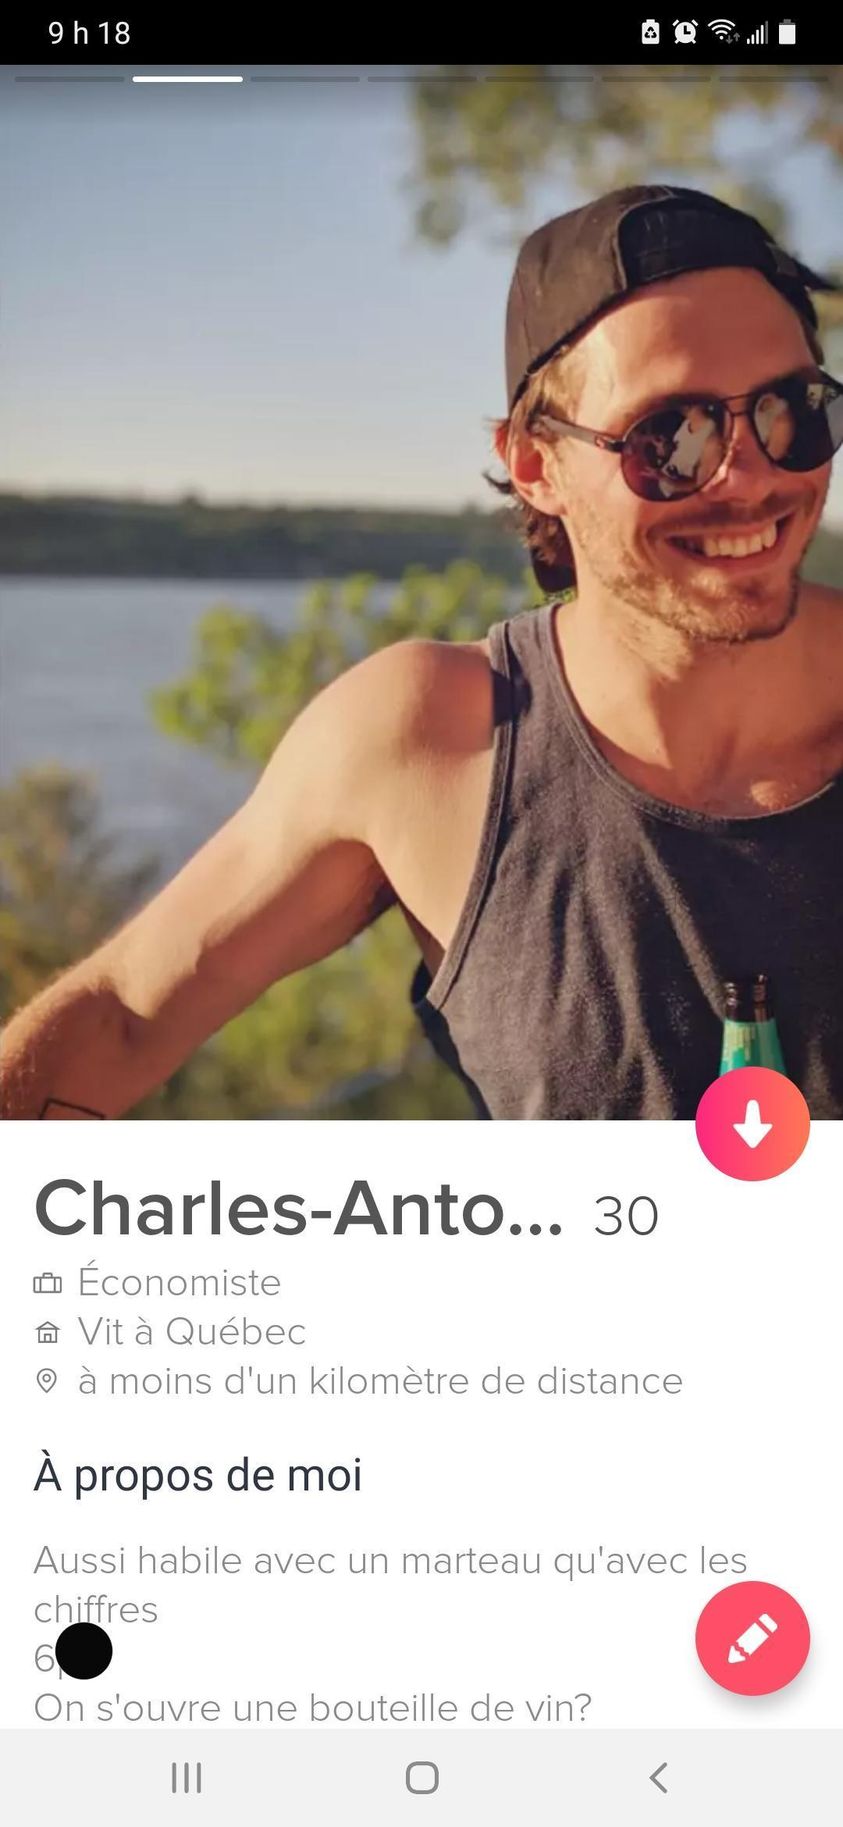 9 h 18
Charles-Anto... 30
Économiste
Vit à Québec
à moins d'un kilomètre de distance
À propos de moi
Aussi habile avec un marteau qu'avec les
chiffres
On s'ouvre une bouteille de vin?